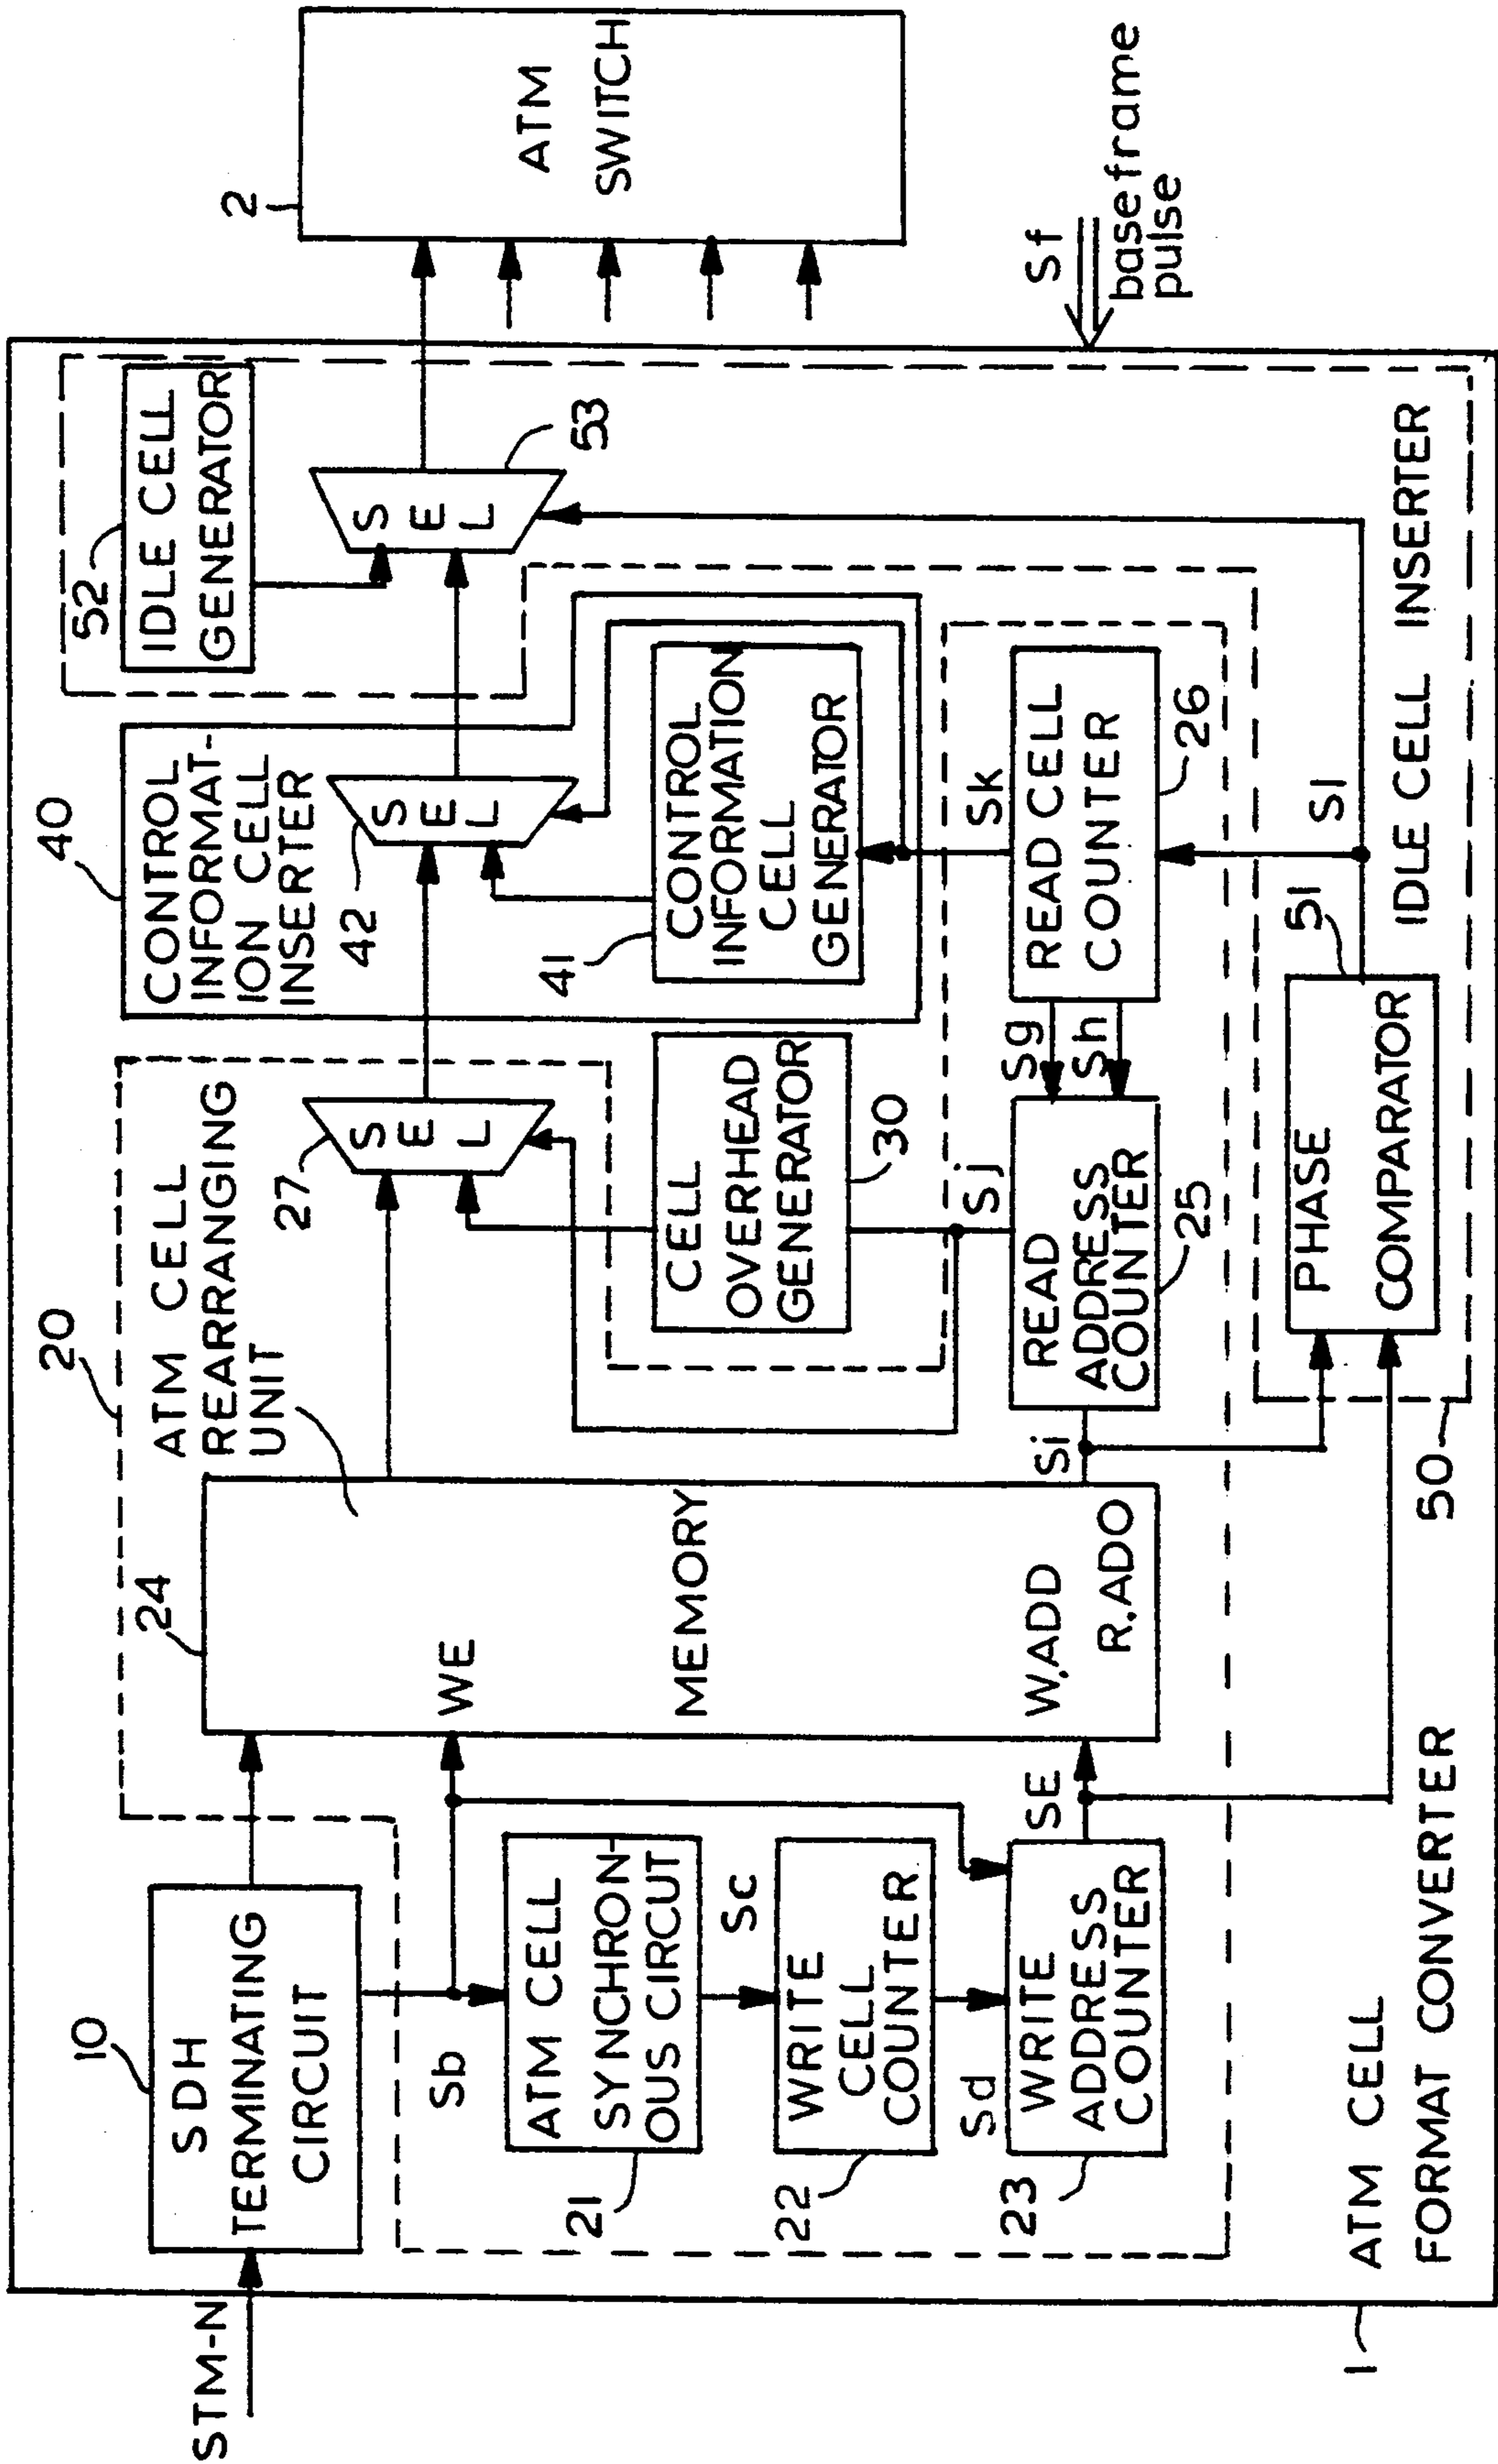 STM-N
10
SDH
TERMINATING
CIRCUIT
20
ATM CELL
REARRANGING
UNIT
24
WE
MEMORY
W.ADD
R.ADO
Sb
ATM CELL
SYNCHRON-
OUS CIRCUT
21
Sc
WRITE
CELL
COUNTER
22
Sd
WRITE
ADDRESS
COUNTER
23
SE
27
SEL
CELL
OVERHEAD
GENERATOR
30
Sj
READ
ADDRESS
COUNTER
25
Si
Sg
Sh
40
CONTROL
INFORMAT-
ION CELL
INSERTER
42
SEL
41
CONTROL
INFORMATION
CELL
GENERATOR
Sk
READ CELL
COUNTER
26
52
IDLE CELL
GENERATOR
53
SEL
Sl
51
PHASE
COMPARATOR
50
IDLE CELL INSERTER
2
ATM
SWITCH
Sf
base frame
pulse
1
ATM CELL
FORMAT CONVERTER